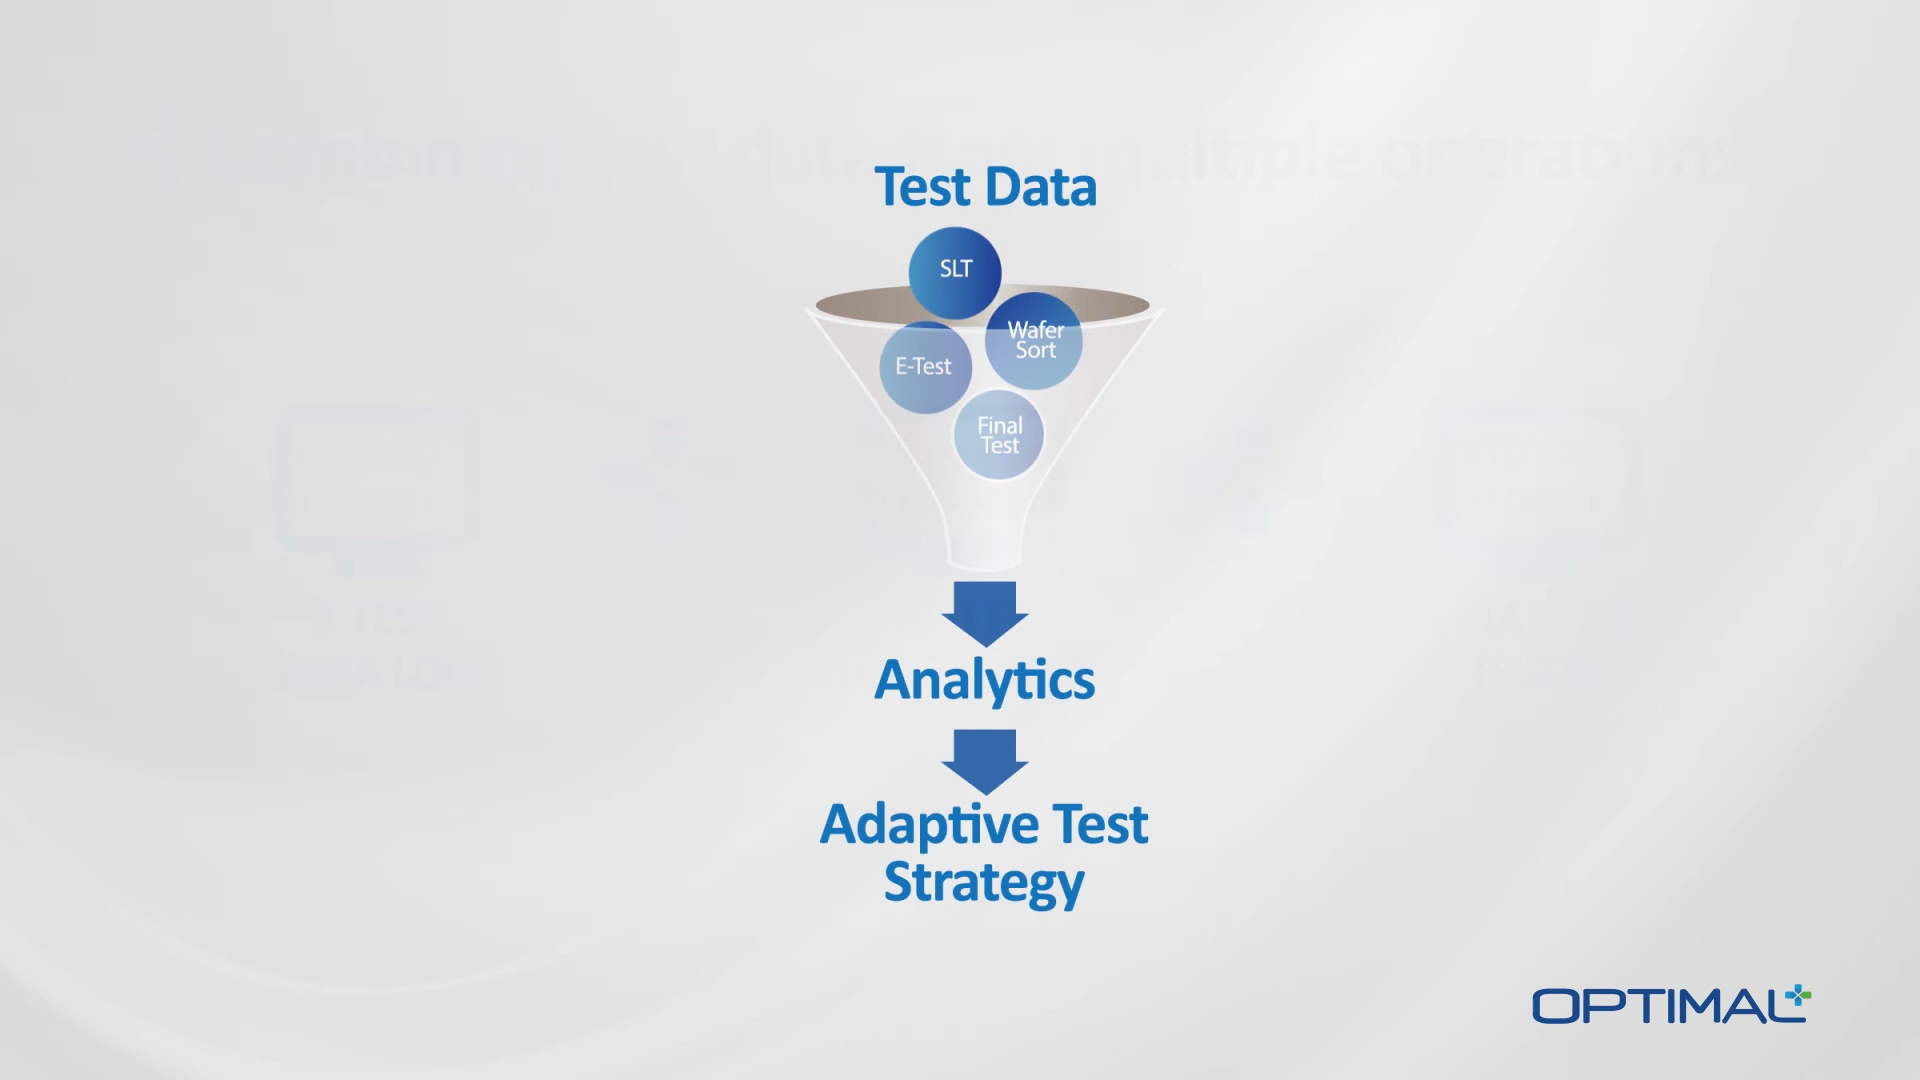 Test Data
SLT
Wafer
Sort
E-Test
Final
Test
Analytics
Adaptive Test
Strategy
OPTIMAL+